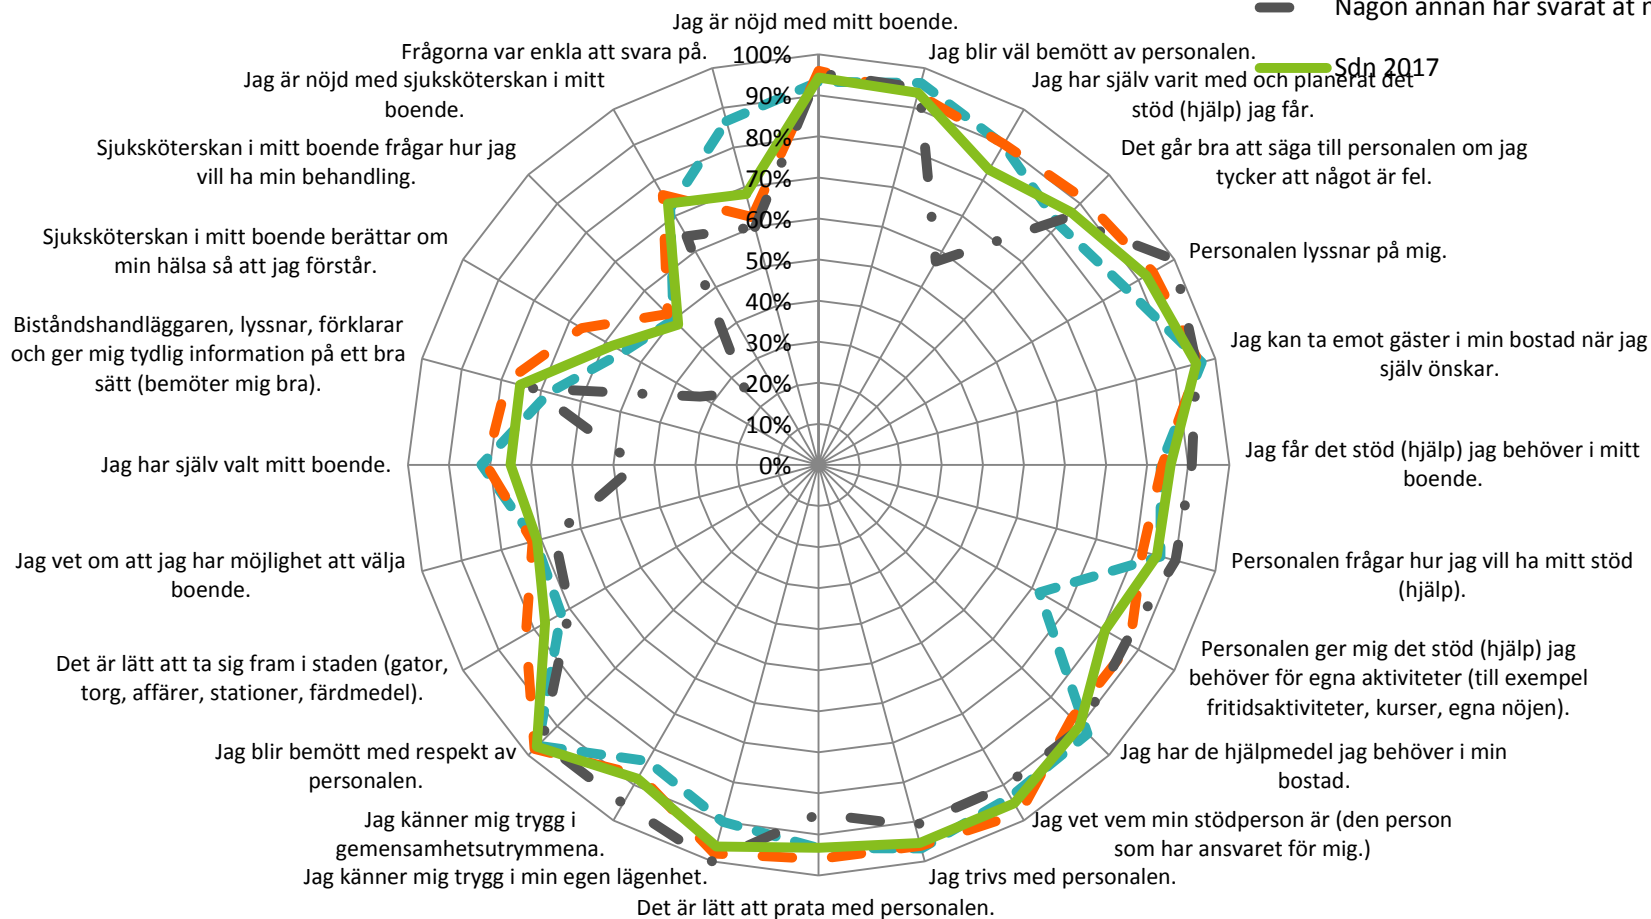 Jag är nöjd med mitt boende.
Någon annan har svarat åt
Frågorna var enkla att svara på.
Jag blir väl bemött av personalen.
Sdn 2017
Jag är nöjd med sjuksköterskan i mitt
boende.
Jag har själv varit med och planerat det
stöd (hjälp) jag får.
Sjuksköterskan i mitt boende frågar hur jag
vill ha min behandling.
Det går bra att säga till personalen om jag
tycker att något är fel.
Sjuksköterskan i mitt boende berättar om
min hälsa så att jag förstår.
Personalen lyssnar på mig.
Biståndshandläggaren, lyssnar, förklarar
och ger mig tydlig information på ett bra
sätt (bemöter mig bra).
Jag kan ta emot gäster i min bostad när jag
själv önskar.
Jag har själv valt mitt boende.
Jag får det stöd (hjälp) jag behöver i mitt
boende.
Jag vet om att jag har möjlighet att välja
boende.
Personalen frågar hur jag vill ha mitt stöd
(hjälp).
Det är lätt att ta sig fram i staden (gator,
torg, affärer, stationer, färdmedel).
Personalen ger mig det stöd (hjälp) jag
behöver för egna aktiviteter (till exempel
fritidsaktiviteter, kurser, egna nöjen).
Jag blir bemött med respekt av
personalen.
Jag har de hjälpmedel jag behöver i min
bostad.
Jag känner mig trygg i
gemensamhetsutrymmena.
Jag vet vem min stödperson är (den person
som har ansvaret för mig.)
Jag känner mig trygg i min egen lägenhet.
Jag trivs med personalen.
Det är lätt att prata med personalen.
100%
90%
80%
70%
60%
50%
40%
30%
20%
10%
0%